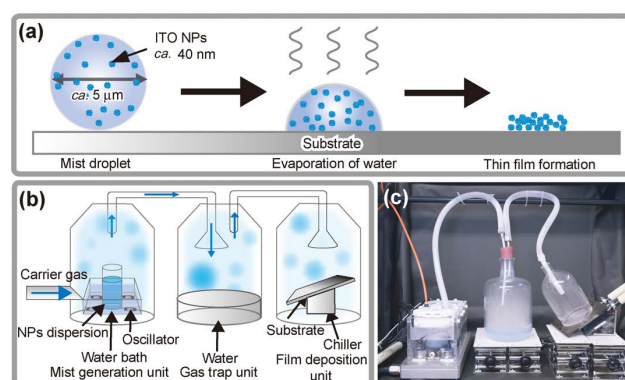 (a)
ITO NPs
ca. 40 nm
ca. 5 μm
Substrate
Mist droplet
Evaporation of water
Thin film formation
(b)
Carrier gas
NPs dispersion
Oscillator
Water bath
Mist generation unit
Water
Gas trap unit
Substrate
Chiller
Film deposition
unit
(c)